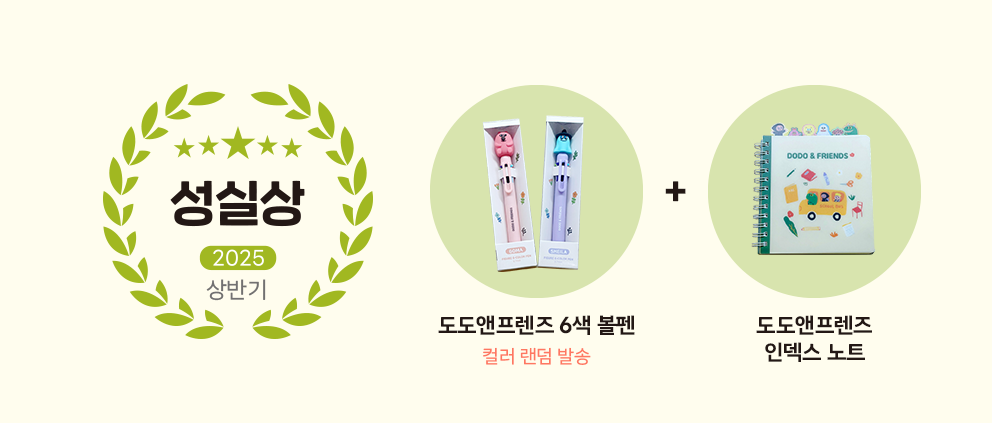 성실상
2025
상반기
+
도도앤프렌즈 6색 볼펜
컬러 랜덤 발송
DODO & FRIENDS
도도앤프렌즈
인덱스 노트